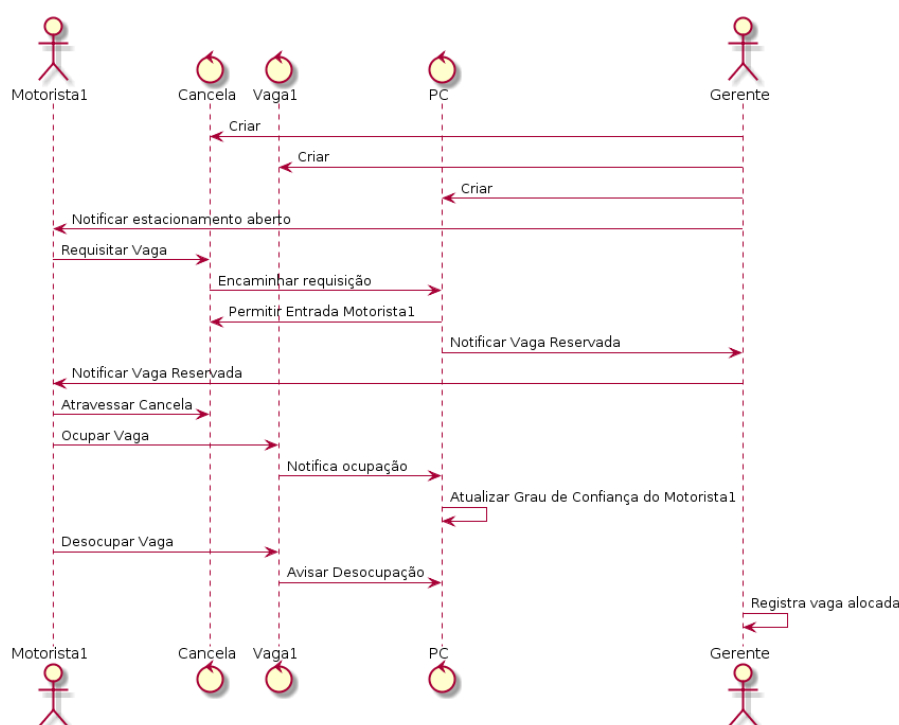 Motorista1
Cancela
Vaga1
PC
Gerente
Criar
Criar
Criar
Notificar estacionamento aberto
Requisitar Vaga
Encaminhar requisição
Permitir Entrada Motorista1
Notificar Vaga Reservada
Notificar Vaga Reservada
Atravessar Cancela
Ocupar Vaga
Notifica ocupação
Atualizar Grau de Confiança do Motorista1
Desocupar Vaga
Avisar Desocupação
Registra vaga alocada
Motorista1
Cancela
Vaga1
PC
Gerente